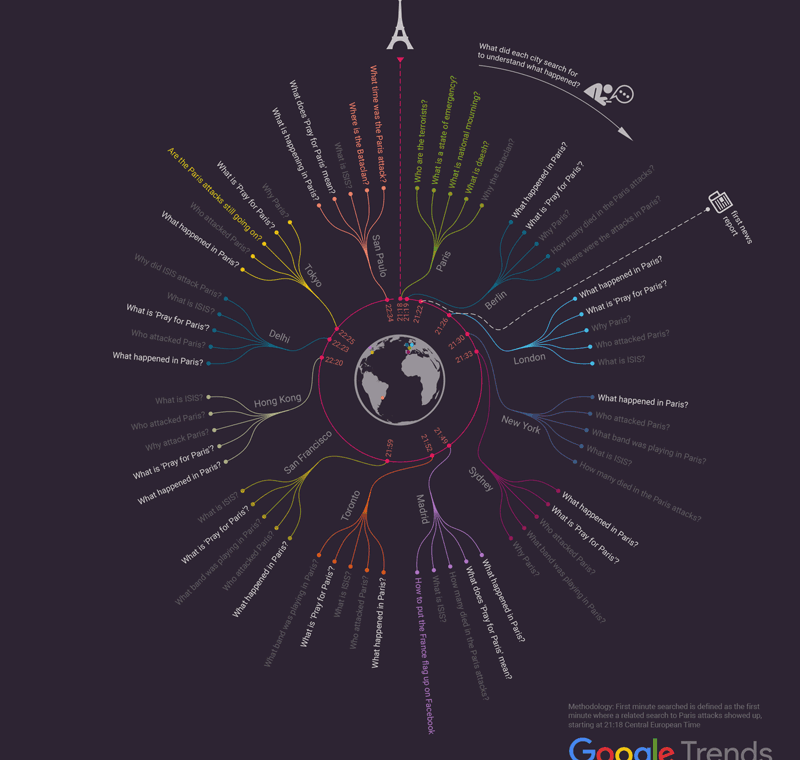 What did each city search for
to understand what happened?
first news
report
Paris
Who are the terrorists?
What is a state of emergency?
What is national mourning?
What is daesh?
Why the Bataclan?
Berlin
What happened in Paris?
What is 'Pray for Paris'?
Why Paris?
How many died in the Paris attacks?
Where were the attacks in Paris?
London
What happened in Paris?
What is 'Pray for Paris'?
Why Paris?
Who attacked Paris?
What is ISIS?
New York
What happened in Paris?
Who attacked Paris?
What band was playing in Paris?
What is ISIS?
How many died in the Paris attacks?
Sydney
What happened in Paris?
What is 'Pray for Paris'?
Who attacked Paris?
What band was playing in Paris?
Why Paris?
Madrid
What happened in Paris?
What does 'Pray for Paris' mean?
How many died in the Paris attacks?
What is ISIS?
How to put the France flag up on Facebook
Toronto
What happened in Paris?
Who attacked Paris?
What is ISIS?
What is 'Pray for Paris'?
What band was playing in Paris?
San Francisco
What happened in Paris?
Who attacked Paris?
What band was playing in Paris?
What is 'Pray for Paris'?
What is ISIS?
Hong Kong
What happened in Paris?
What is 'Pray for Paris'?
Why attack Paris?
Who attacked Paris?
What is ISIS?
Delhi
What happened in Paris?
Who attacked Paris?
What is 'Pray for Paris'?
What is ISIS?
Why did ISIS attack Paris?
Tokyo
What happened in Paris?
Who attacked Paris?
Are the Paris attacks still going on?
What is 'Pray for Paris'?
Why Paris?
San Paulo
What is happening in Paris?
What does 'Pray for Paris' mean?
What is ISIS?
Where is the Bataclan?
What time was the Paris attack?
21:18
21:19
21:22
21:26
21:30
21:33
21:49
21:52
21:59
22:20
22:23
22:25
22:34
Methodology: First minute searched is defined as the first
minute where a related search to Paris attacks showed up,
starting at 21:18 Central European Time
Google Trends